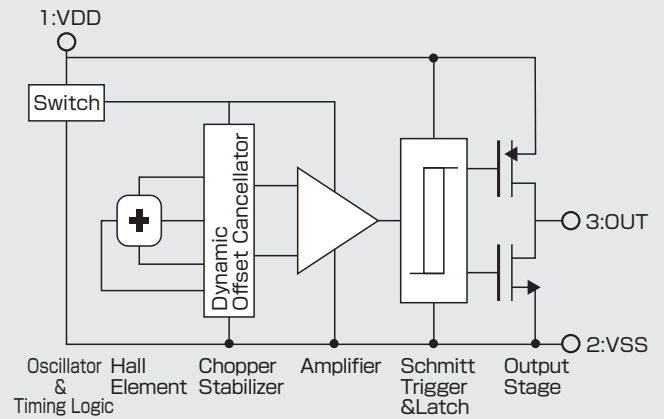 1:VDD
Switch
Dynamic
Offset Cancellator
3:OUT
2:VSS
Oscillator
&
Timing Logic
Hall
Element
Chopper
Stabilizer
Amplifier
Schmitt
Trigger
&Latch
Output
Stage